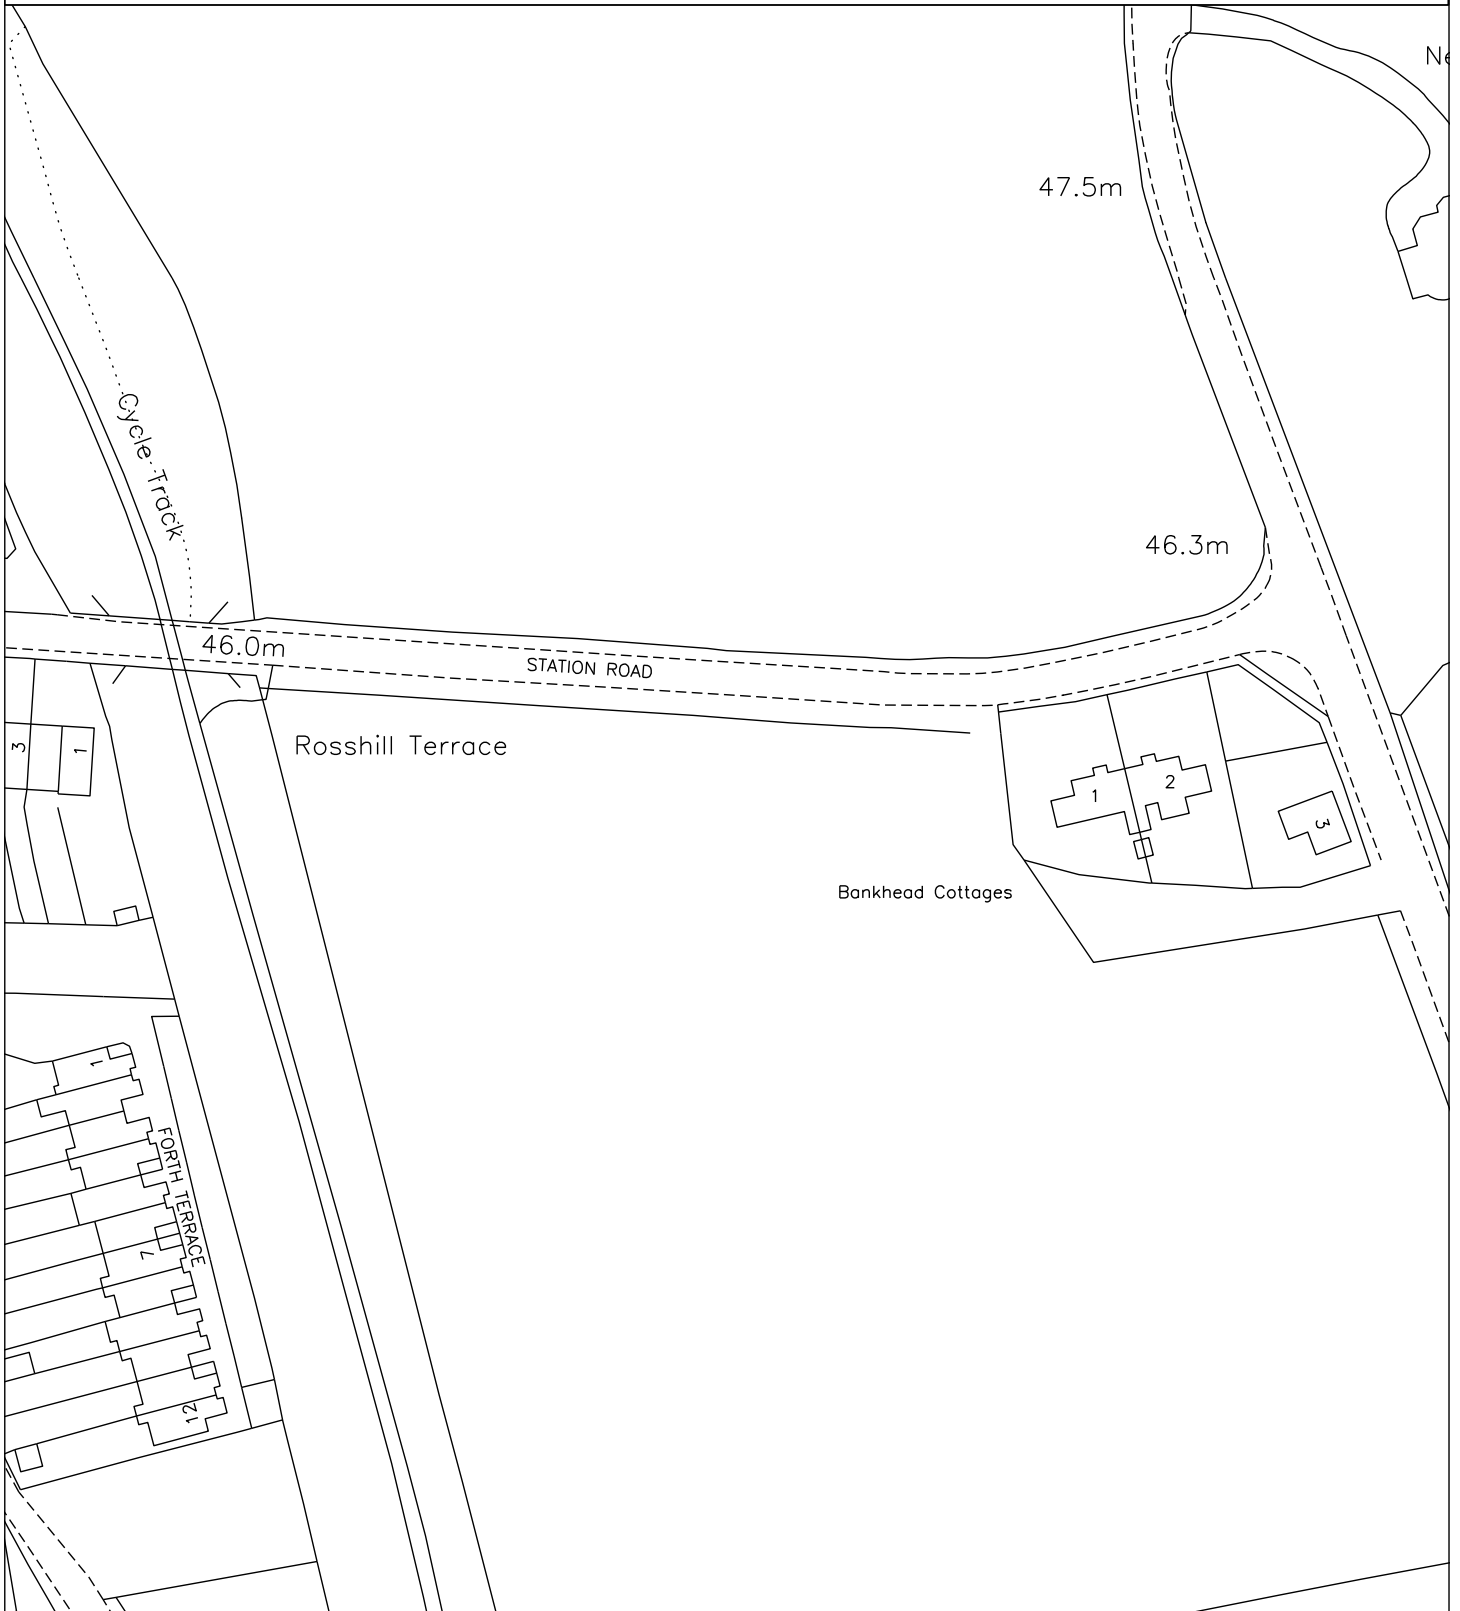 Ne
47.5m
Cycle Track
46.3m
46.0m
STATION ROAD
Rosshill Terrace
3
1
1
2
3
Bankhead Cottages
1
FORTH TERRACE
7
12